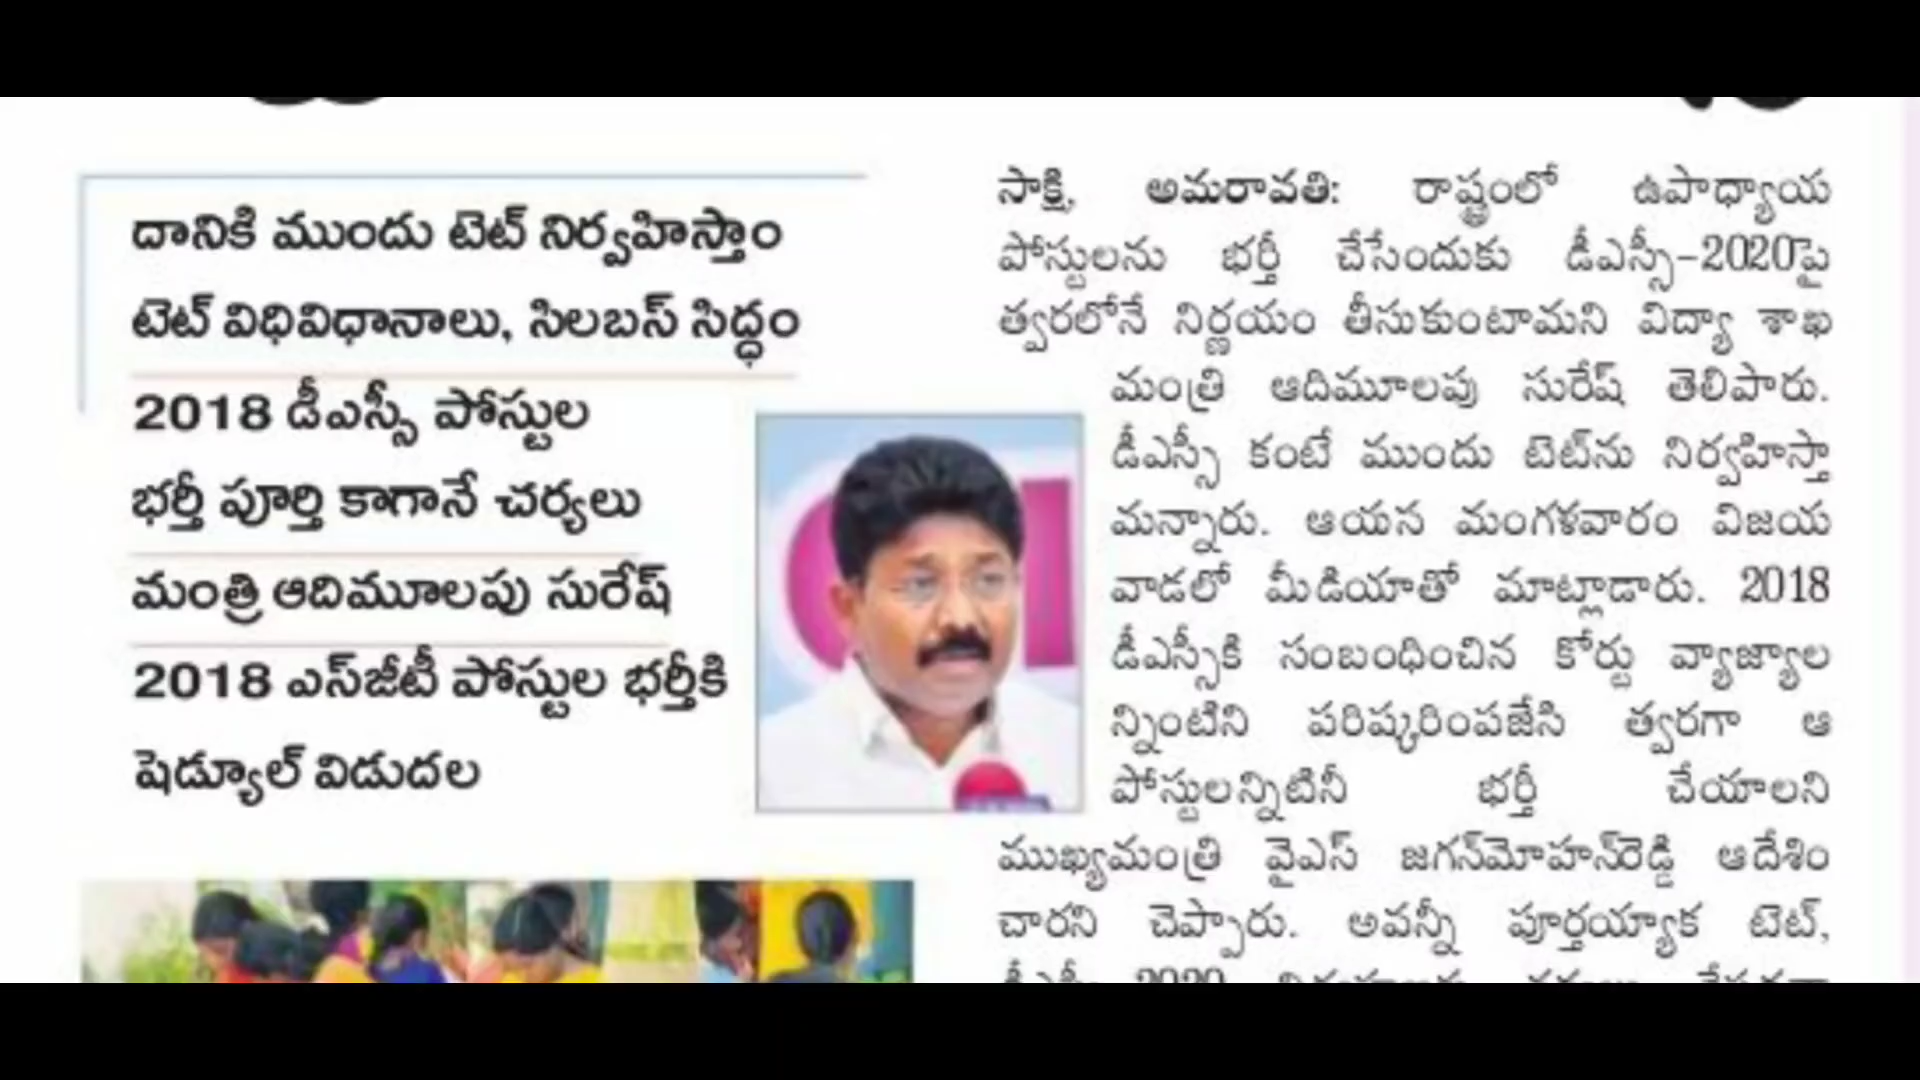 దానికి ముందు టెట్ నిర్వహిస్తాం
టెట్ విధివిధానాలు, సిలబస్ సిద్ధం
2018 డీఎస్సీ పోస్టుల
భర్తీ పూర్తి కాగానే చర్యలు
మంత్రి ఆదిమూలపు సురేష్
2018 ఎస్‌జీటీ పోస్టుల భర్తీకి
షెడ్యూల్ విడుదల
సాక్షి, అమరావతి: రాష్ట్రంలో ఉపాధ్యాయ
పోస్టులను భర్తీ చేసేందుకు డీఎస్సీ–2020పై
త్వరలోనే నిర్ణయం తీసుకుంటామని విద్యా శాఖ
మంత్రి ఆదిమూలపు సురేష్ తెలిపారు.
డీఎస్సీ కంటే ముందు టెట్‌ను నిర్వహిస్తా
మన్నారు. ఆయన మంగళవారం విజయ
వాడలో మీడియాతో మాట్లాడారు. 2018
డీఎస్సీకి సంబంధించిన కోర్టు వ్యాజ్యాల
న్నింటిని పరిష్కరింపజేసి త్వరగా ఆ
పోస్టులన్నిటినీ భర్తీ చేయాలని
ముఖ్యమంత్రి వైఎస్ జగన్‌మోహన్‌రెడ్డి ఆదేశిం
చారని చెప్పారు. అవన్నీ పూర్తయ్యాక టెట్,